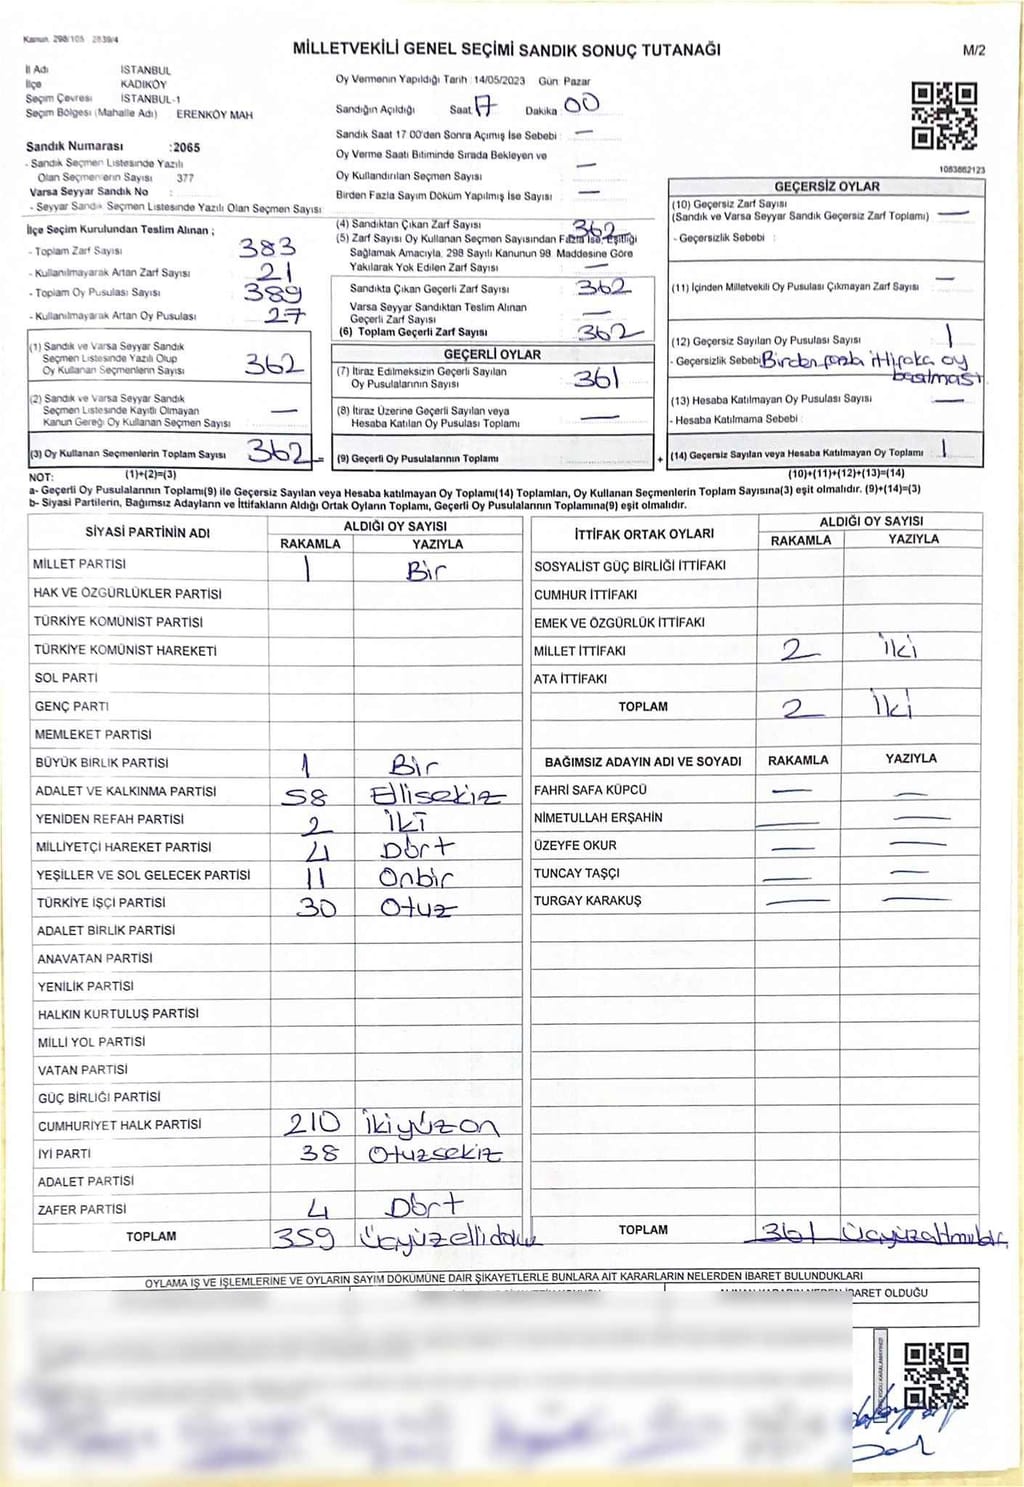 Kanun 298/105 2839/4
MİLLETVEKİLİ GENEL SEÇİMİ SANDIK SONUÇ TUTANAĞI
M/2
İl Adı İSTANBUL
İlçe KADIKÖY
Seçim Çevresi İSTANBUL-1
Seçim Bölgesi (Mahalle Adı) ERENKÖY MAH
Sandık Numarası :2065
- Sandık Seçmen Listesinde Yazılı
Olan Seçmenlerin Sayısı 377
Varsa Seyyar Sandık No :
- Seyyar Sandık Seçmen Listesinde Yazılı Olan Seçmen Sayısı
Oy Vermenin Yapıldığı Tarih :14/05/2023 Gün: Pazar
Sandığın Açıldığı Saat 17 Dakika 00
Sandık Saat 17 00'den Sonra Açımış İse Sebebi : —
Oy Verme Saati Bitiminde Sırada Bekleyen ve
Oy Kullandırılan Seçmen Sayısı —
Birden Fazla Sayım Döküm Yapılmış İse Sayısı —
1083862123
İlçe Seçim Kurulundan Teslim Alınan ;
- Toplam Zarf Sayısı 383
- Kullanılmayarak Artan Zarf Sayısı 21
- Toplam Oy Pusulası Sayısı 389
- Kullanılmayarak Artan Oy Pusulası 27
(1) Sandık ve Varsa Seyyar Sandık
Seçmen Listesinde Yazılı Olup
Oy Kullanan Seçmenlerin Sayısı 362
(2) Sandık ve Varsa Seyyar Sandık
Seçmen Listesinde Kayıtlı Olmayan
Kanun Gereği Oy Kullanan Seçmen Sayısı —
(3) Oy Kullanan Seçmenlerin Toplam Sayısı 362 =
(4) Sandıktan Çıkan Zarf Sayısı 362
(5) Zarf Sayısı Oy Kullanan Seçmen Sayısından Fazla İse, Eşitliği
Sağlamak Amacıyla, 298 Sayılı Kanunun 98. Maddesine Göre
Yakılarak Yok Edilen Zarf Sayısı —
Sandıkta Çıkan Geçerli Zarf Sayısı 362
Varsa Seyyar Sandıktan Teslim Alınan
Geçerli Zarf Sayısı —
(6) Toplam Geçerli Zarf Sayısı 362
GEÇERLİ OYLAR
(7) İtiraz Edilmeksizin Geçerli Sayılan
Oy Pusulalarının Sayısı 361
(8) İtiraz Üzerine Geçerli Sayılan veya
Hesaba Katılan Oy Pusulası Toplamı —
(9) Geçerli Oy Pusulalarının Toplamı +
GEÇERSİZ OYLAR
(10) Geçersiz Zarf Sayısı
(Sandık ve Varsa Seyyar Sandık Geçersiz Zarf Toplamı) —
- Geçersizlik Sebebi :
(11) İçinden Milletvekili Oy Pusulası Çıkmayan Zarf Sayısı —
(12) Geçersiz Sayılan Oy Pusulası Sayısı 1
- Geçersizlik Sebebi Birden fazla ittifaka oy
basılması
(13) Hesaba Katılmayan Oy Pusulası Sayısı —
- Hesaba Katılmama Sebebi :
(14) Geçersiz Sayılan veya Hesaba Katılmayan Oy Toplamı 1
NOT: (1)+(2)=(3) (10)+(11)+(12)+(13)=(14)
a- Geçerli Oy Pusulalarının Toplamı(9) ile Geçersiz Sayılan veya Hesaba katılmayan Oy Toplamı(14) Toplamları, Oy Kullanan Seçmenlerin Toplam Sayısına(3) eşit olmalıdır. (9)+(14)=(3)
b- Siyasi Partilerin, Bağımsız Adayların ve İttifakların Aldığı Ortak Oyların Toplamı, Geçerli Oy Pusulalarının Toplamına(9) eşit olmalıdır.
SİYASİ PARTİNİN ADI ALDIĞI OY SAYISI
RAKAMLA YAZIYLA
MİLLET PARTİSİ 1 Bir
HAK VE ÖZGÜRLÜKLER PARTİSİ
TÜRKİYE KOMÜNİST PARTİSİ
TÜRKİYE KOMÜNİST HAREKETİ
SOL PARTİ
GENÇ PARTİ
MEMLEKET PARTİSİ
BÜYÜK BİRLİK PARTİSİ 1 Bir
ADALET VE KALKINMA PARTİSİ 58 Ellisekiz
YENİDEN REFAH PARTİSİ 2 İki
MİLLİYETÇİ HAREKET PARTİSİ 4 Dört
YEŞİLLER VE SOL GELECEK PARTİSİ 11 Onbir
TÜRKİYE İŞÇİ PARTİSİ 30 Otuz
ADALET BİRLİK PARTİSİ
ANAVATAN PARTİSİ
YENİLİK PARTİSİ
HALKIN KURTULUŞ PARTİSİ
MİLLİ YOL PARTİSİ
VATAN PARTİSİ
GÜÇ BİRLİĞİ PARTİSİ
CUMHURİYET HALK PARTİSİ 210 İkiyüzon
İYİ PARTİ 38 Otuzsekiz
ADALET PARTİSİ
ZAFER PARTİSİ 4 Dört
TOPLAM 359 Üçyüzellidokuz
İTTİFAK ORTAK OYLARI ALDIĞI OY SAYISI
RAKAMLA YAZIYLA
SOSYALİST GÜÇ BİRLİĞİ İTTİFAKI
CUMHUR İTTİFAKI
EMEK VE ÖZGÜRLÜK İTTİFAKI
MİLLET İTTİFAKI 2 İki
ATA İTTİFAKI
TOPLAM 2 İki
BAĞIMSIZ ADAYIN ADI VE SOYADI RAKAMLA YAZIYLA
FAHRİ SAFA KÜPCÜ — —
NİMETULLAH ERŞAHİN — —
ÜZEYFE OKUR — —
TUNCAY TAŞÇI — —
TURGAY KARAKUŞ — —
TOPLAM 361 Üçyüzatmışbir
OYLAMA İŞ VE İŞLEMLERİNE VE OYLARIN SAYIM DÖKÜMÜNE DAİR ŞİKAYETLERLE BUNLARA AİT KARARLARIN NELERDEN İBARET BULUNDUKLARI
İBARET OLDUĞU